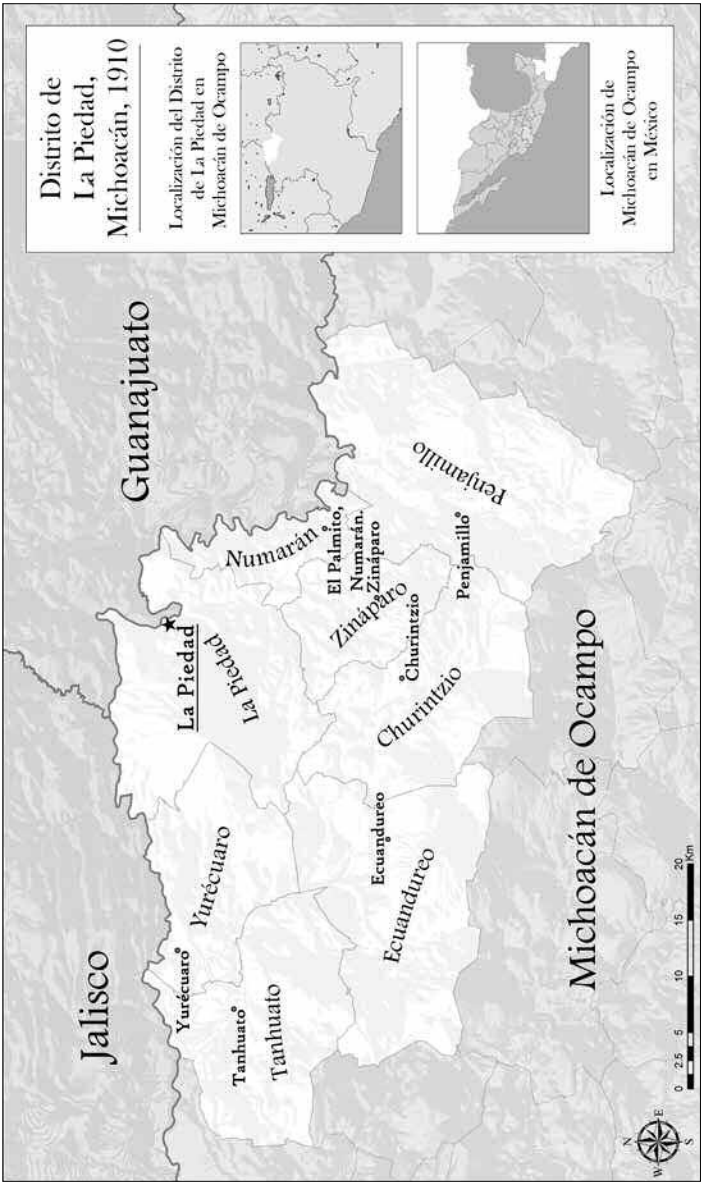 Distrito de
La Piedad,
Michoacán, 1910
Localización del Distrito
de La Piedad en
Michoacán de Ocampo
Localización de
Michoacán de Ocampo
en México
Jalisco
Guanajuato
Michoacán de Ocampo
La Piedad
La Piedad
Numarán
El Palmito,
Numarán.
Zináparo
Zináparo
Penjamillo
Penjamillo
Churintzio
Churintzio
Yurécuaro
Yurécuaro
Tanhuato
Tanhuato
Ecuandureo
Ecuandureo
N
W
E
S
0 2.5 5 10 15 20
Km